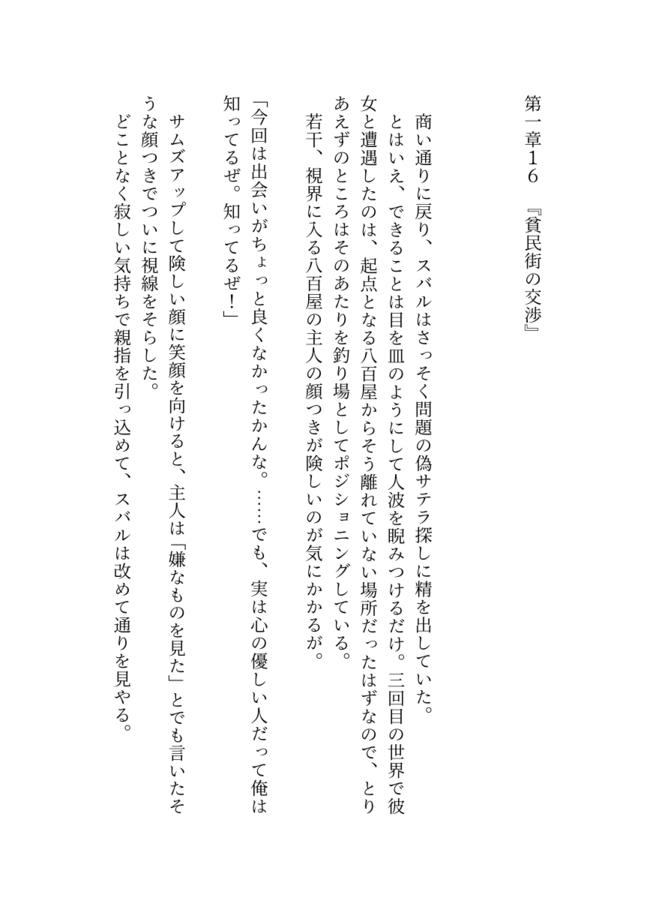 第一章１６　『貧民街の交渉』
　商い通りに戻り、スバルはさっそく問題の偽サテラ探しに精を出していた。
　とはいえ、できることは目を皿のようにして人波を睨みつけるだけ。三回目の世界で彼
女と遭遇したのは、起点となる八百屋からそう離れていない場所だったはずなので、とり
あえずのところはそのあたりを釣り場としてポジショニングしている。
　若干、視界に入る八百屋の主人の顔つきが険しいのが気にかかるが。
「今回は出会いがちょっと良くなかったかんな。……でも、実は心の優しい人だって俺は
知ってるぜ。知ってるぜ！」
　サムズアップして険しい顔に笑顔を向けると、主人は「嫌なものを見た」とでも言いたそ
うな顔つきでついに視線をそらした。
　どことなく寂しい気持ちで親指を引っ込めて、スバルは改めて通りを見やる。